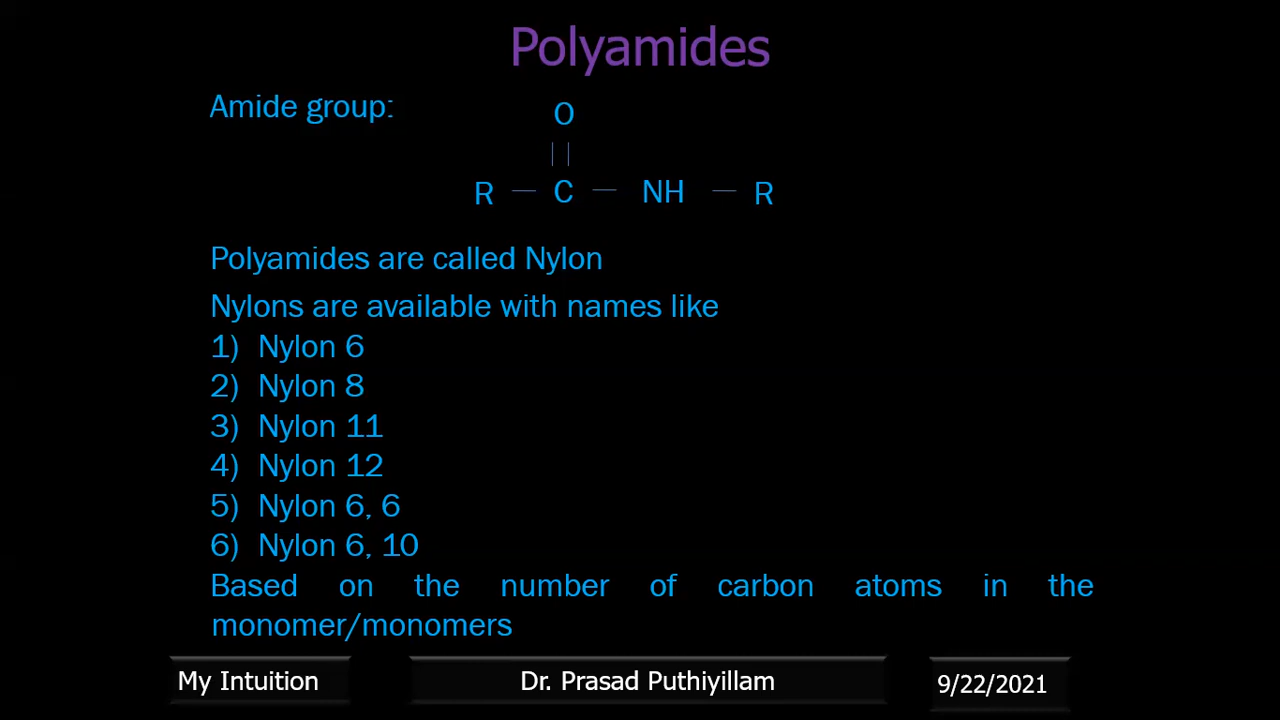 Polyamides
Amide group:
O
||
R — C — NH — R
Polyamides are called Nylon
Nylons are available with names like
1) Nylon 6
2) Nylon 8
3) Nylon 11
4) Nylon 12
5) Nylon 6, 6
6) Nylon 6, 10
Based on the number of carbon atoms in the
monomer/monomers
My Intuition
Dr. Prasad Puthiyillam
9/22/2021